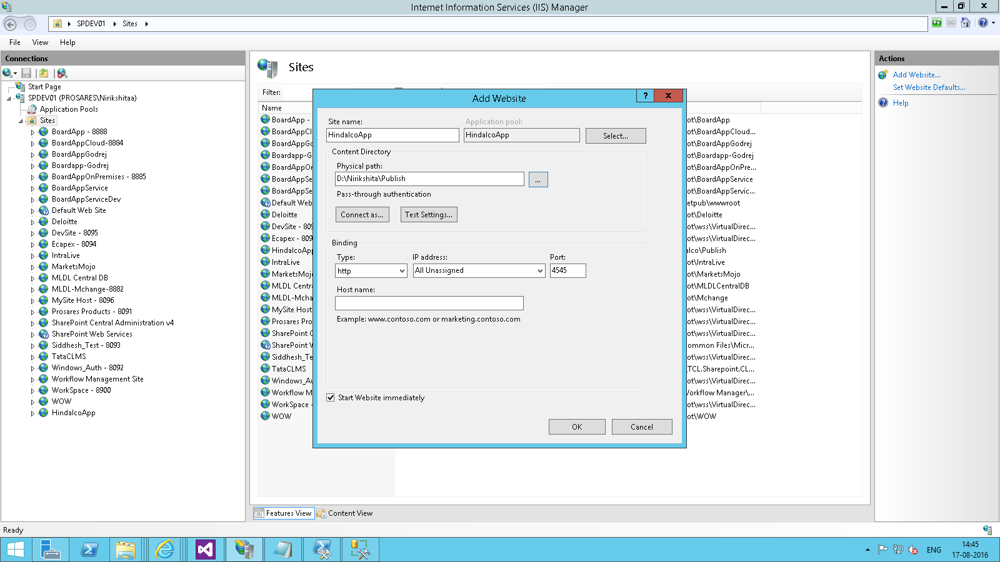 Internet Information Services (IIS) Manager
SPDEV01
Sites
File
View
Help
Connections
Start Page
SPDEV01 (PROSARES\Nirikshitaa)
Application Pools
Sites
BoardApp - 8888
BoardAppCloud-8884
BoardAppGodrej
Boardapp-Godrej
BoardAppOnPremises - 8885
BoardAppService
BoardAppServiceDev
Default Web Site
Deloitte
DevSite - 8095
Ecapex - 8094
IntraLive
MarketsMojo
MLDL Central DB
MLDL-Mchange-8882
MySite Host - 8096
Prosares Products - 8091
SharePoint Central Administration v4
SharePoint Web Services
Siddhesh_Test - 8093
TataCLMS
Windows_Auth - 8092
Workflow Management Site
WorkSpace - 8900
WOW
HindalcoApp
Sites
Filter:
Name
BoardApp - ot\BoardApp
BoardAppCl ot\BoardAppCloud...
BoardAppGo ot\BoardAppGodrej
Boardapp-G ot\Boardapp-Godrej
BoardAppOn ot\BoardAppOnPre...
BoardAppSe ot\BoardAppService
BoardAppSe ot\BoardAppServic...
Default Web etpub\wwwroot
Deloitte ot\Deloitte
DevSite - 809 ot\wss\VirtualDirec...
Ecapex - 809 ot\wss\VirtualDirec...
HindalcoApp lco\Publish
IntraLive ot\IntraLive
MarketsMojo ot\MarketsMojo
MLDL Central ot\MLDLCentralDB
MLDL-Mcha ot\Mchange
MySite Host ot\wss\VirtualDirec...
Prosares Pro ot\wss\VirtualDirec...
SharePoint C ot\wss\VirtualDirec...
SharePoint W ommon Files\Micr...
Siddhesh_Te ot\wss\VirtualDirec...
TataCLMS TCL.Sharepoint.CL...
Windows_Au ot\wss\VirtualDirec...
Workflow M Vorkflow Manager\...
WorkSpace - ot\wss\VirtualDirec...
WOW ot\WOW
Add Website
?
x
Site name:
Application pool:
HindalcoApp
HindalcoApp
Select...
Content Directory
Physical path:
D:\Nirikshita\Publish
...
Pass-through authentication
Connect as...
Test Settings...
Binding
Type:
IP address:
Port:
http
All Unassigned
4545
Host name:
Example: www.contoso.com or marketing.contoso.com
Start Website immediately
OK
Cancel
Features View
Content View
Actions
Add Website...
Set Website Defaults...
Help
Ready
ENG
14:45
17-08-2016